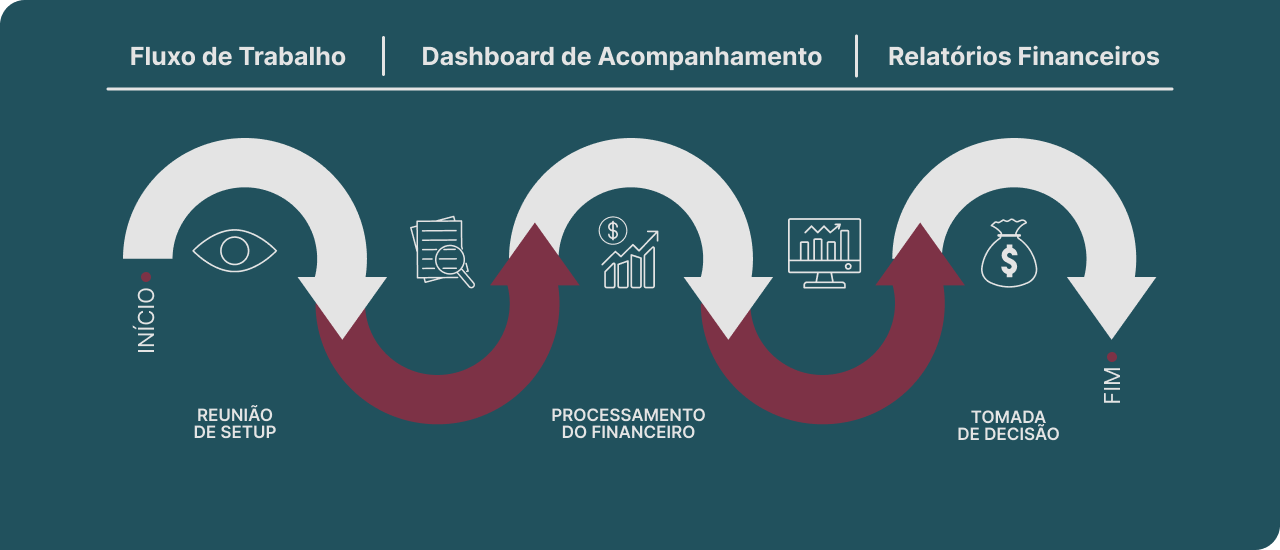 Fluxo de Trabalho
Dashboard de Acompanhamento
Relatórios Financeiros
$
$
INÍCIO
FIM
REUNIÃO
DE SETUP
PROCESSAMENTO
DO FINANCEIRO
TOMADA
DE DECISÃO